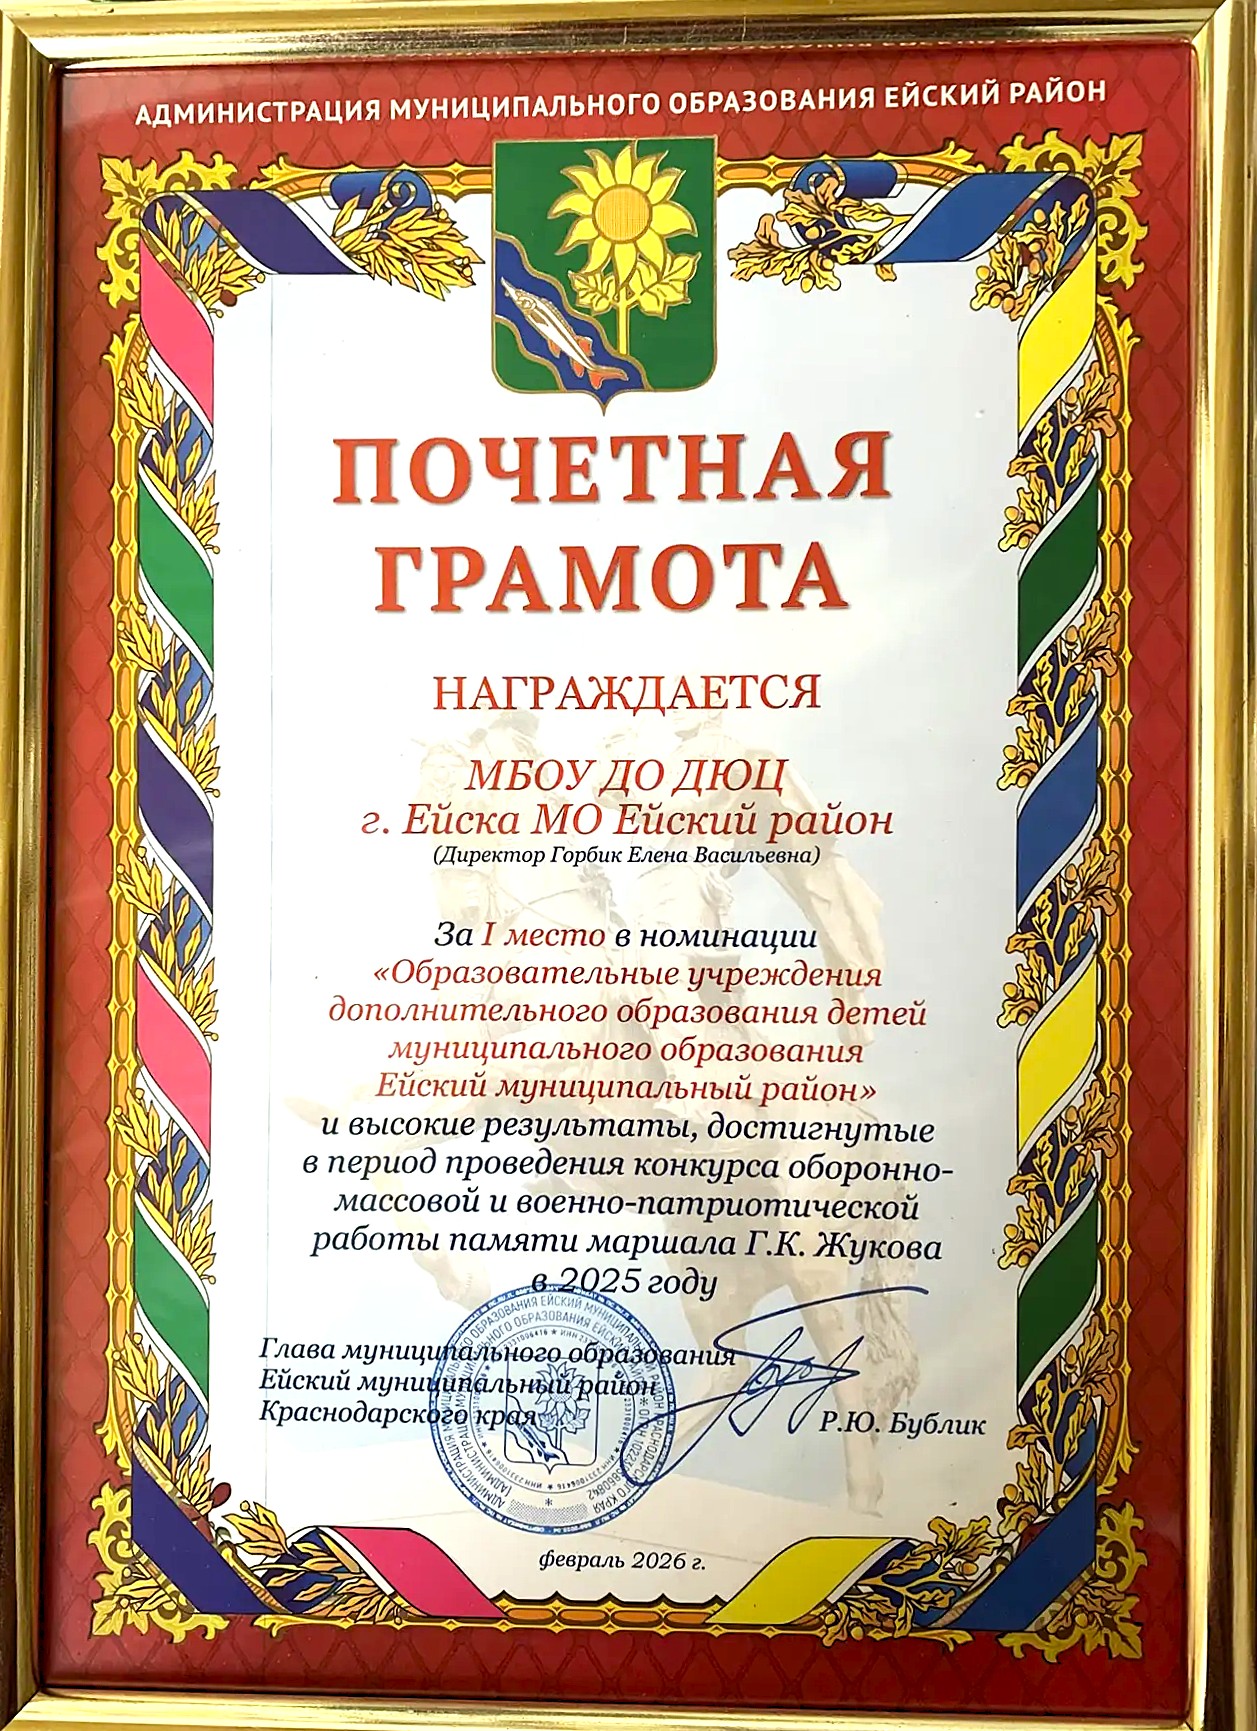 АДМИНИСТРАЦИЯ МУНИЦИПАЛЬНОГО ОБРАЗОВАНИЯ ЕЙСКИЙ РАЙОН
ПОЧЕТНАЯ
ГРАМОТА
НАГРАЖДАЕТСЯ
МБОУ ДО ДЮЦ
г. Ейска МО Ейский район
(Директор Горбик Елена Васильевна)
За I место в номинации
«Образовательные учреждения
дополнительного образования детей
муниципального образования
Ейский муниципальный район»
и высокие результаты, достигнутые
в период проведения конкурса оборонно-
массовой и военно-патриотической
работы памяти маршала Г.К. Жукова
в 2025 году
Глава муниципального образования
Ейский муниципальный район
Краснодарского края
Р.Ю. Бублик
февраль 2026 г.